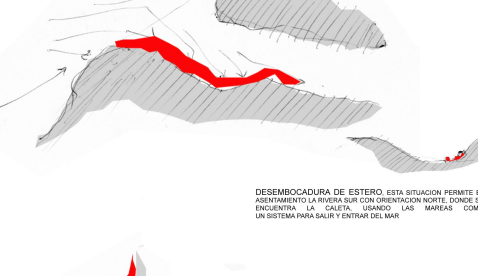 DESEMBOCADURA DE ESTERO, ESTA SITUACION PERMITE E
ASENTAMIENTO LA RIVERA SUR CON ORIENTACION NORTE, DONDE S
ENCUENTRA LA CALETA, USANDO LAS MAREAS COM
UN SISTEMA PARA SALIR Y ENTRAR DEL MAR